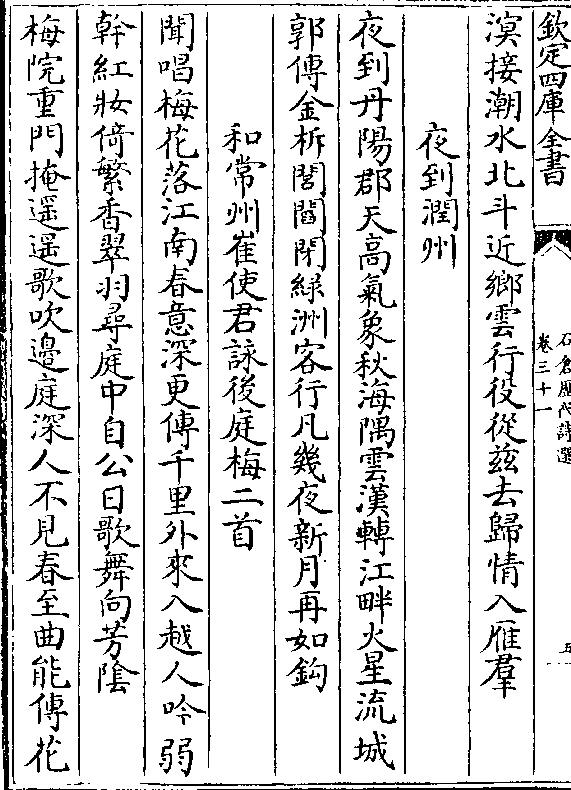 欽定四庫全書
石倉歷代詩選
卷三十一
五
溟接潮水北斗近鄉雲行役從兹去歸情入雁羣
夜到潤州
夜到丹陽郡天高氣象秋海隅雲漢轉江畔火星流城
郭傳金柝閭閻閉綠洲客行凡幾夜新月再如鈎
和常州崔使君詠後庭梅二首
聞唱梅花落江南春意深更傳千里外來入越人吟弱
幹紅妝倚繁香翠羽尋庭中自公日歌舞向芳陰
梅院重門掩遥遥歌吹邉庭深人不見春至曲能傳花